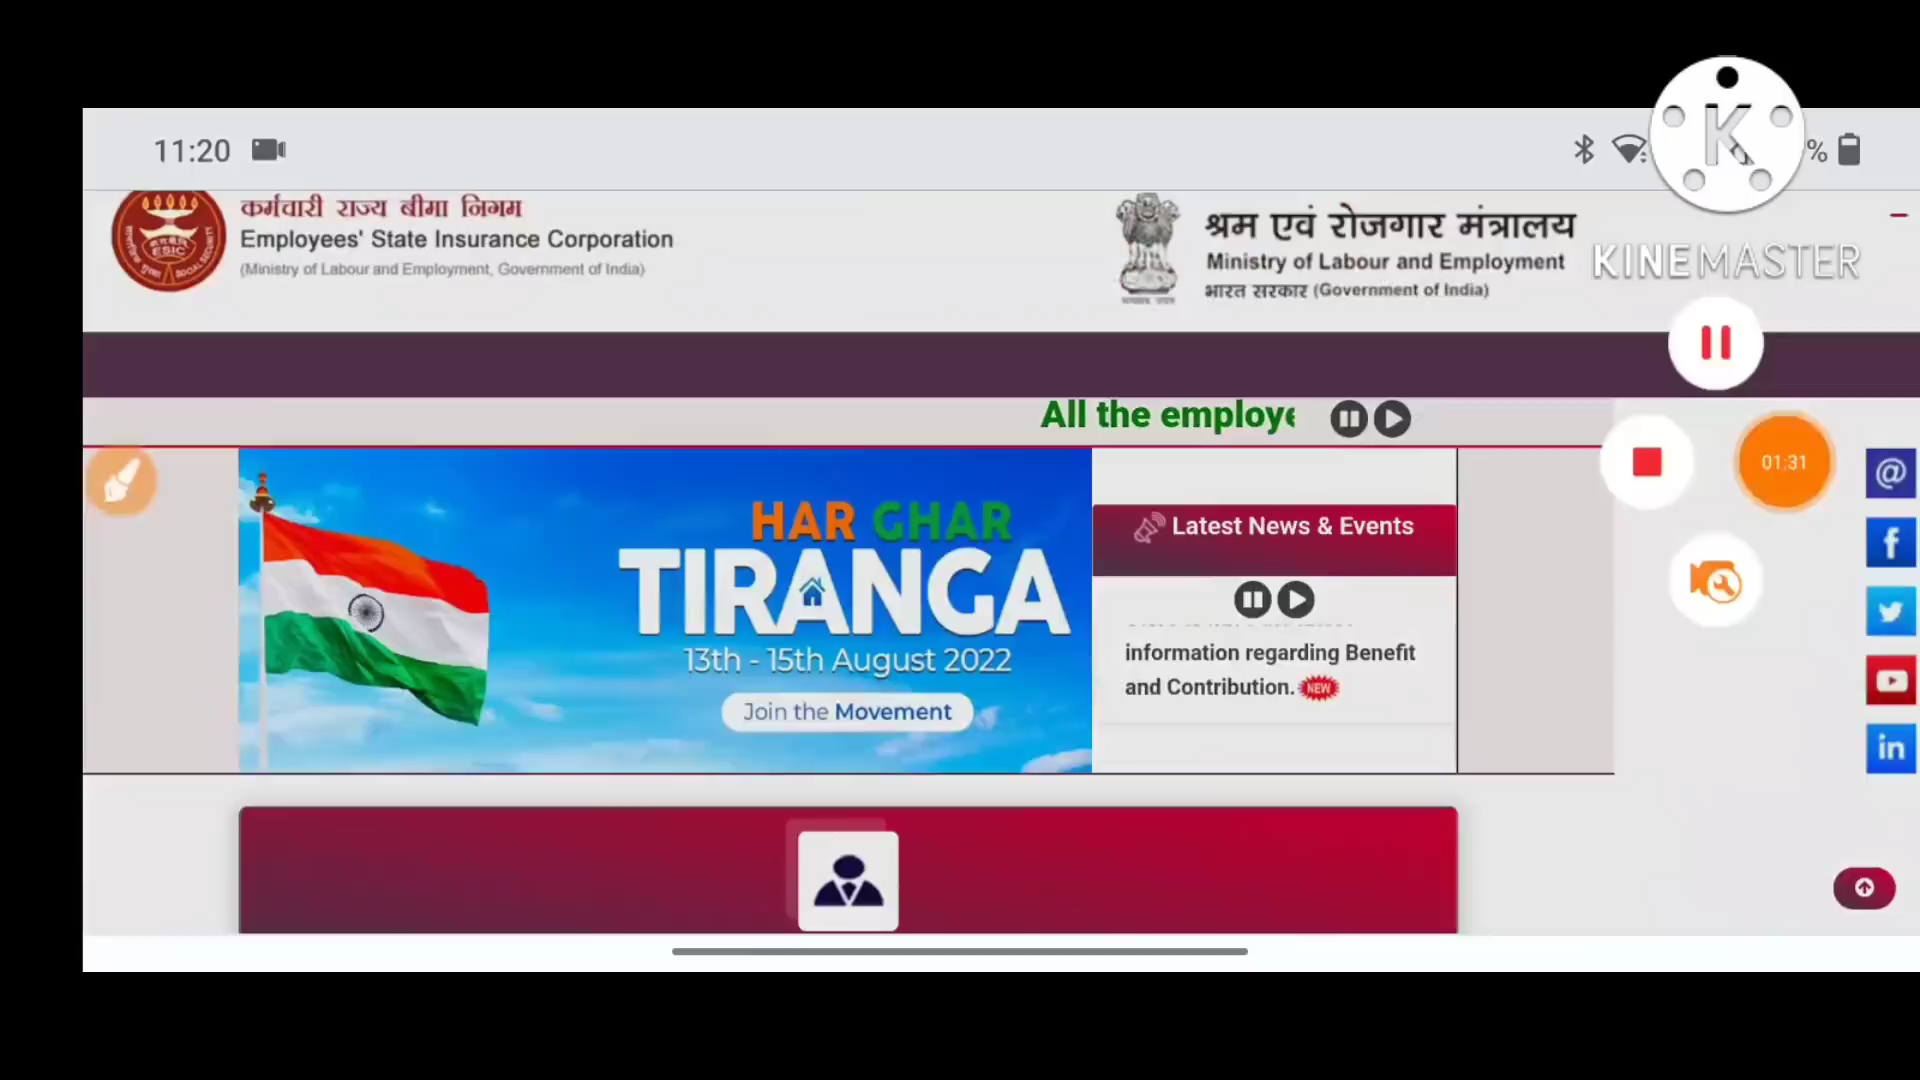 11:20
%
कर्मचारी राज्य बीमा निगम
Employees' State Insurance Corporation
(Ministry of Labour and Employment, Government of India)
ESIC
श्रम एवं रोजगार मंत्रालय
Ministry of Labour and Employment
भारत सरकार (Government of India)
K
KINEMASTER
All the employe
01:31
HAR GHAR
TIRANGA
13th - 15th August 2022
Join the Movement
Latest News & Events
information regarding Benefit
and Contribution. NEW